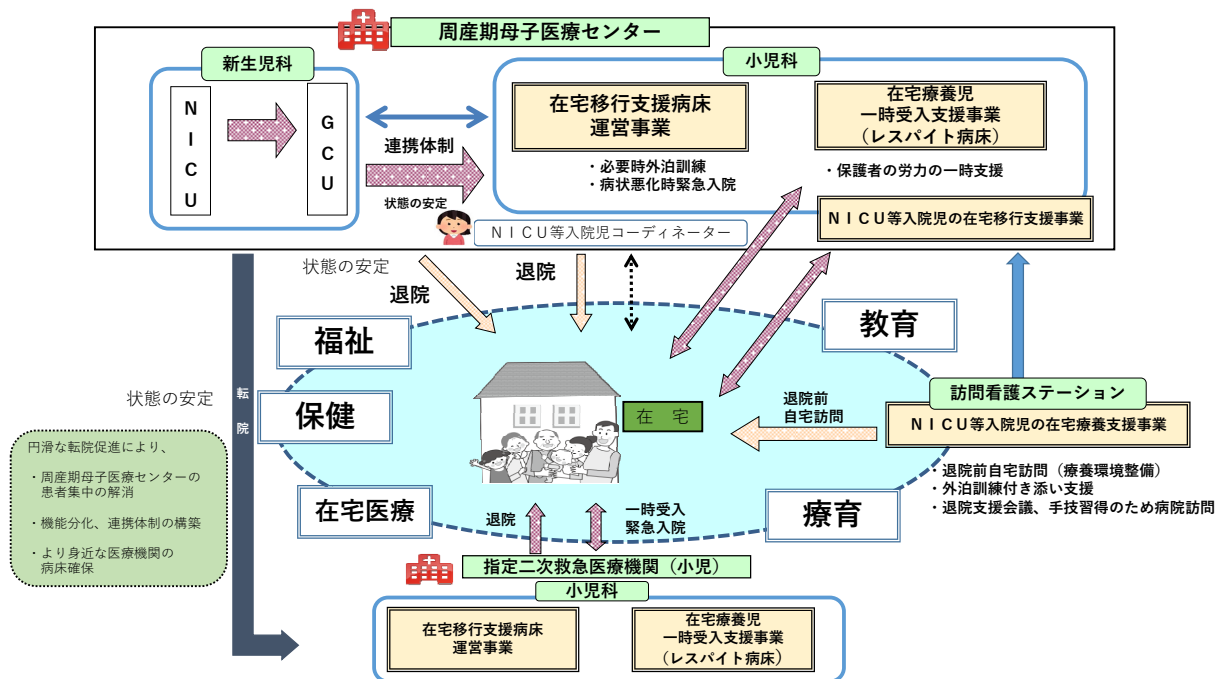 周産期母子医療センター
新生児科
NICU
GCU
連携体制
状態の安定
小児科
在宅移行支援病床
運営事業
・必要時外泊訓練
・病状悪化時緊急入院
在宅療養児
一時受入支援事業
（レスパイト病床）
・保護者の労力の一時支援
ＮＩＣＵ等入院児の在宅移行支援事業
ＮＩＣＵ等入院児コーディネーター
状態の安定
退院
退院
福祉
教育
保健
在宅医療
療育
在　宅
退院前
自宅訪問
訪問看護ステーション
ＮＩＣＵ等入院児の在宅療養支援事業
・退院前自宅訪問（療養環境整備）
・外泊訓練付き添い支援
・退院支援会議、手技習得のため病院訪問
状態の安定
転院
円滑な転院促進により、
・周産期母子医療センターの
患者集中の解消
・機能分化、連携体制の構築
・より身近な医療機関の
病床確保
退院
一時受入
緊急入院
指定二次救急医療機関（小児）
小児科
在宅移行支援病床
運営事業
在宅療養児
一時受入支援事業
（レスパイト病床）